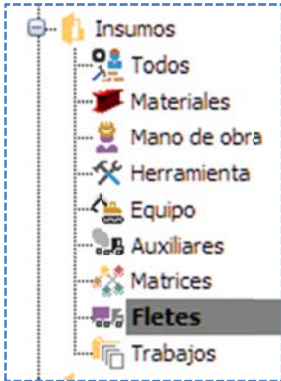 Insumos
Todos
Materiales
Mano de obra
Herramienta
Equipo
Auxiliares
Matrices
Fletes
Trabajos